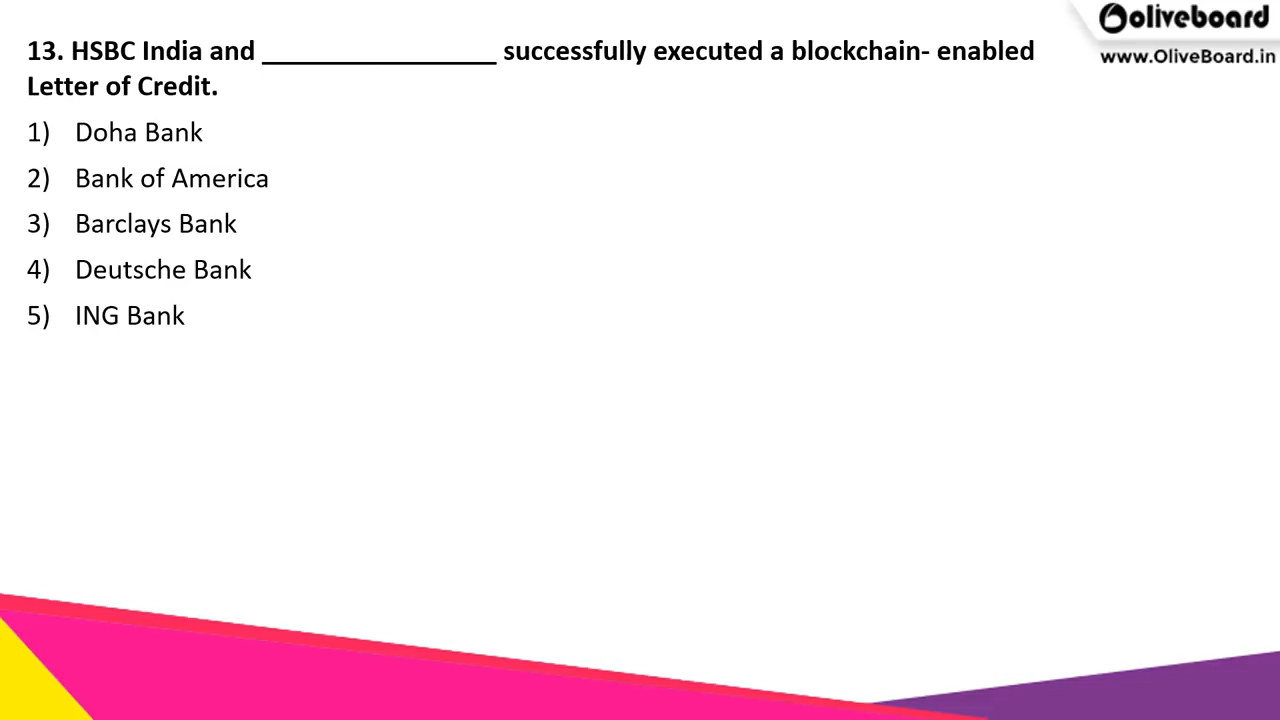 oliveboard
www.OliveBoard.in
13. HSBC India and _________________ successfully executed a blockchain- enabled
Letter of Credit.
1) Doha Bank
2) Bank of America
3) Barclays Bank
4) Deutsche Bank
5) ING Bank